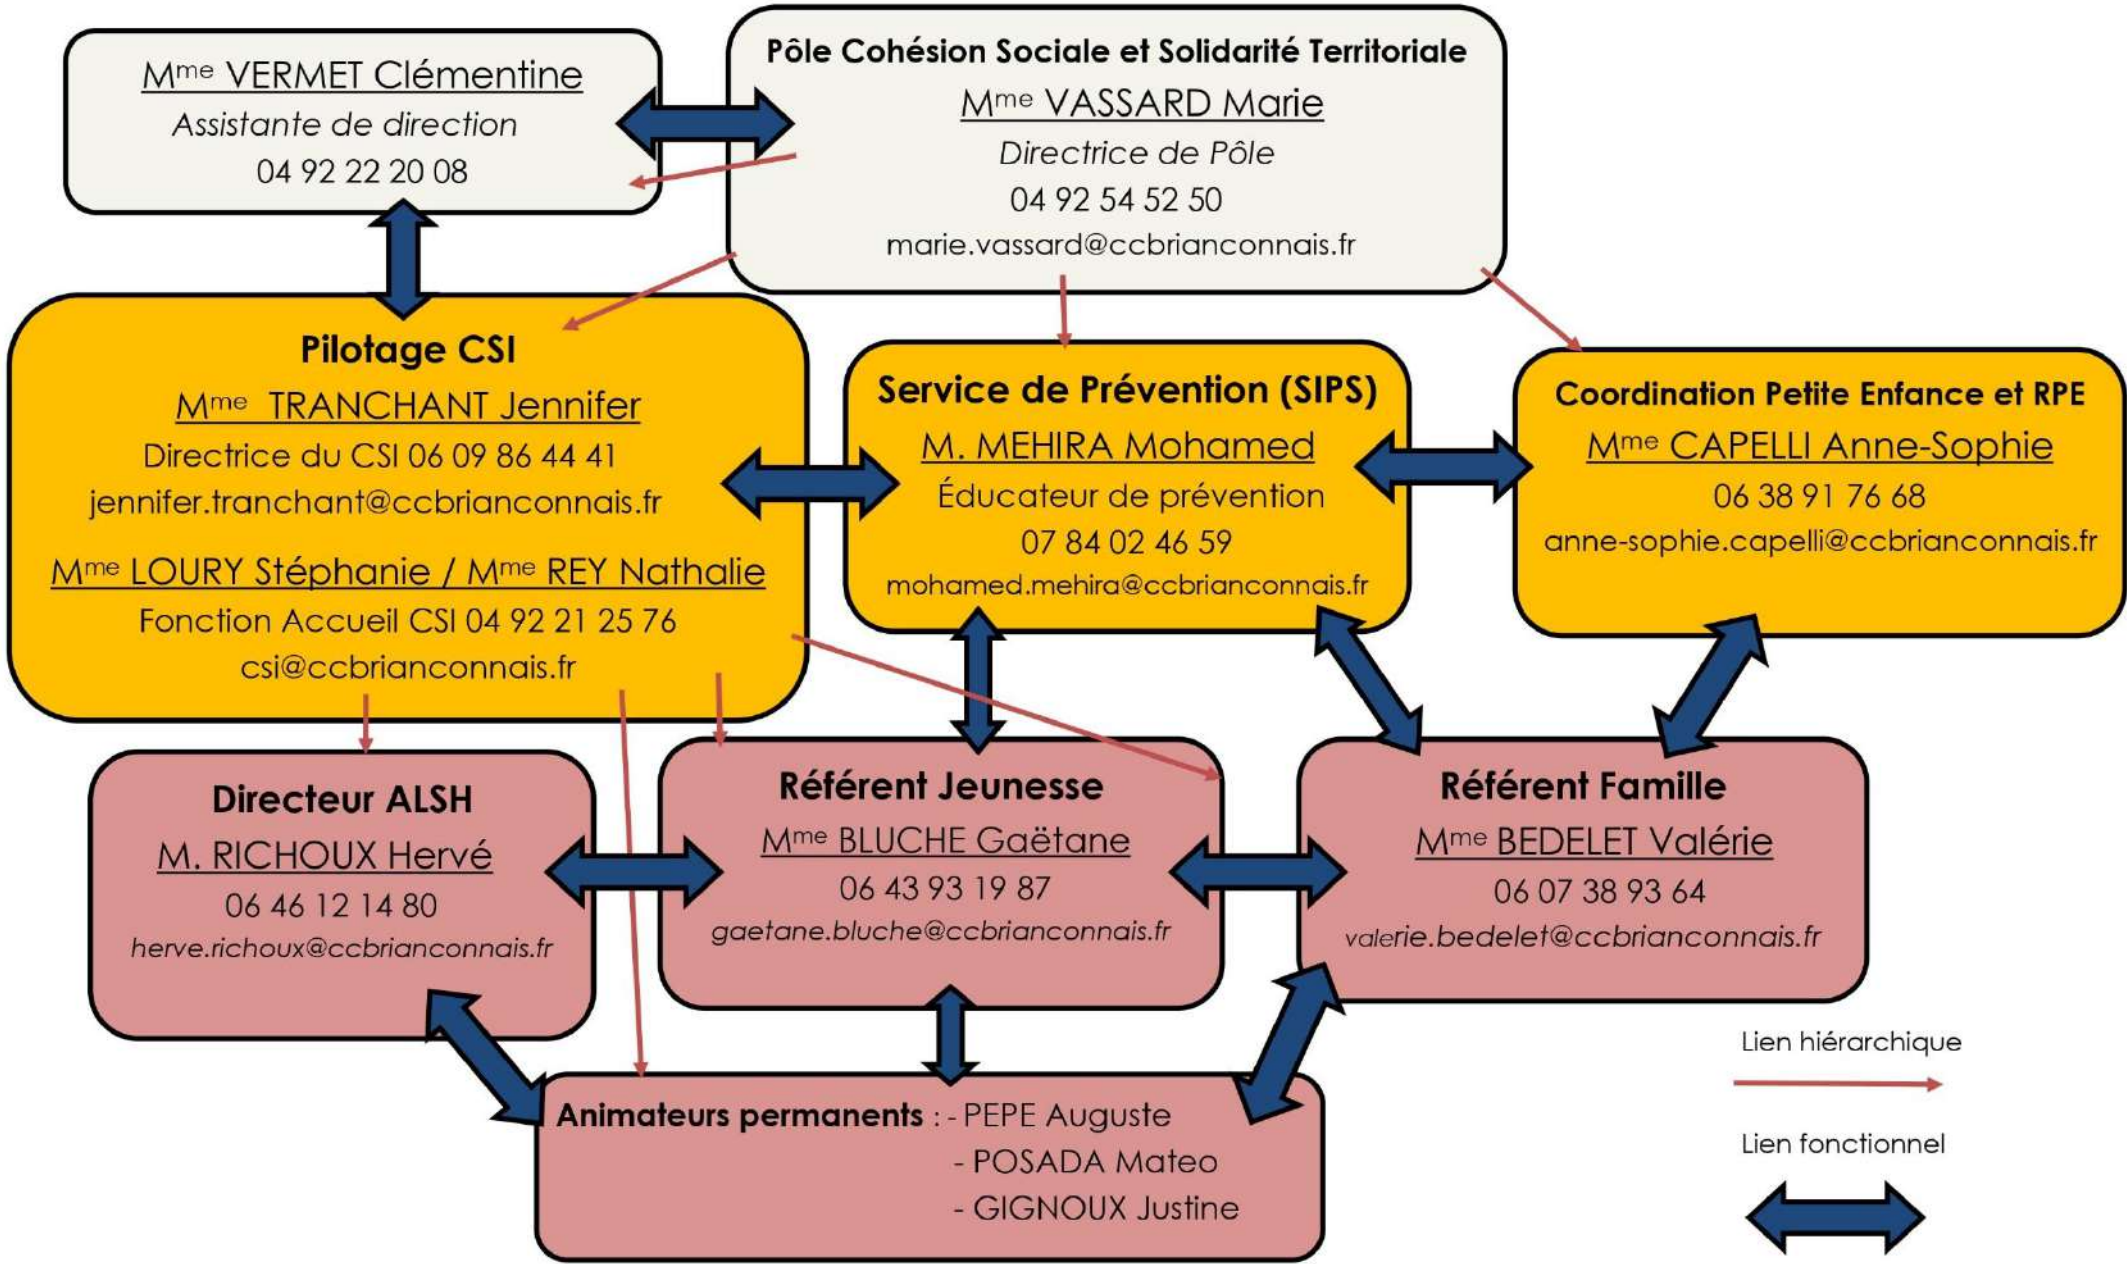 Mme VERMET Clémentine
Assistante de direction
04 92 22 20 08
Pôle Cohésion Sociale et Solidarité Territoriale
Mme VASSARD Marie
Directrice de Pôle
04 92 54 52 50
marie.vassard@ccbrianconnais.fr
Pilotage CSI
Mme TRANCHANT Jennifer
Directrice du CSI 06 09 86 44 41
jennifer.tranchant@ccbrianconnais.fr
Mme LOURY Stéphanie / Mme REY Nathalie
Fonction Accueil CSI 04 92 21 25 76
csi@ccbrianconnais.fr
Service de Prévention (SIPS)
M. MEHIRA Mohamed
Éducateur de prévention
07 84 02 46 59
mohamed.mehira@ccbrianconnais.fr
Coordination Petite Enfance et RPE
Mme CAPELLI Anne-Sophie
06 38 91 76 68
anne-sophie.capelli@ccbrianconnais.fr
Directeur ALSH
M. RICHOUX Hervé
06 46 12 14 80
herve.richoux@ccbrianconnais.fr
Référent Jeunesse
Mme BLUCHE Gaëtane
06 43 93 19 87
gaetane.bluche@ccbrianconnais.fr
Référent Famille
Mme BEDELET Valérie
06 07 38 93 64
valerie.bedelet@ccbrianconnais.fr
Animateurs permanents : - PEPE Auguste
- POSADA Mateo
- GIGNOUX Justine
Lien hiérarchique
Lien fonctionnel